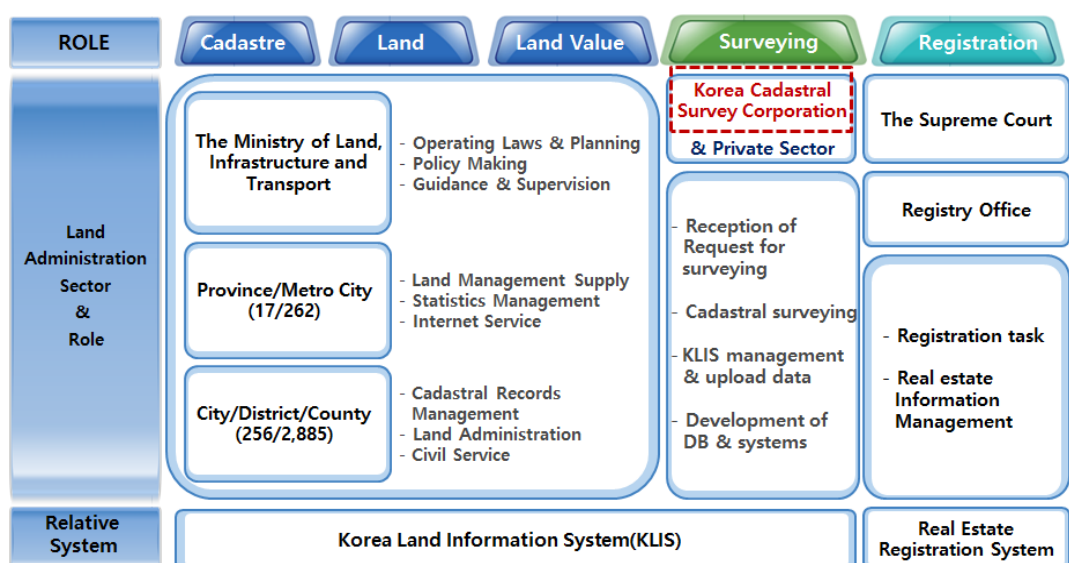 ROLE
Cadastre
Land
Land Value
Surveying
Registration
Land
Administration
Sector
&
Role
The Ministry of Land,
Infrastructure and
Transport
- Operating Laws & Planning
- Policy Making
- Guidance & Supervision
Province/Metro City
(17/262)
- Land Management Supply
- Statistics Management
- Internet Service
City/District/County
(256/2,885)
- Cadastral Records
Management
- Land Administration
- Civil Service
Korea Cadastral
Survey Corporation
& Private Sector
- Reception of
Request for
surveying
- Cadastral surveying
- KLIS management
& upload data
- Development of
DB & systems
The Supreme Court
Registry Office
- Registration task
- Real estate
Information
Management
Relative
System
Korea Land Information System(KLIS)
Real Estate
Registration System